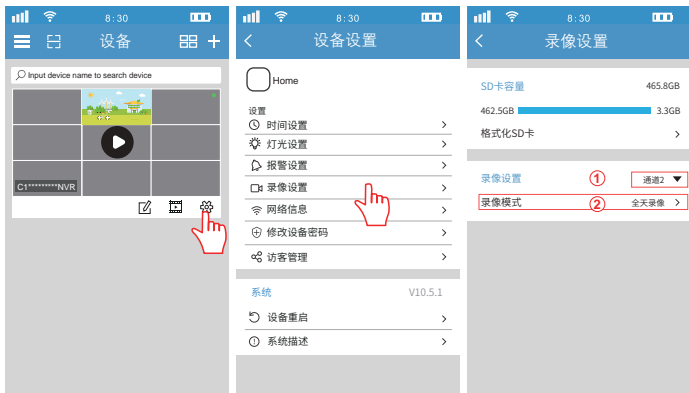 8:30
设备
Input device name to search device
C1*********NVR
8:30
设备设置
Home
设置
时间设置
灯光设置
报警设置
录像设置
网络信息
修改设备密码
访客管理
系统 V10.5.1
设备重启
系统描述
8:30
录像设置
SD卡容量 465.8GB
462.5GB 3.3GB
格式化SD卡
录像设置 ① 通道2
录像模式 ② 全天录像